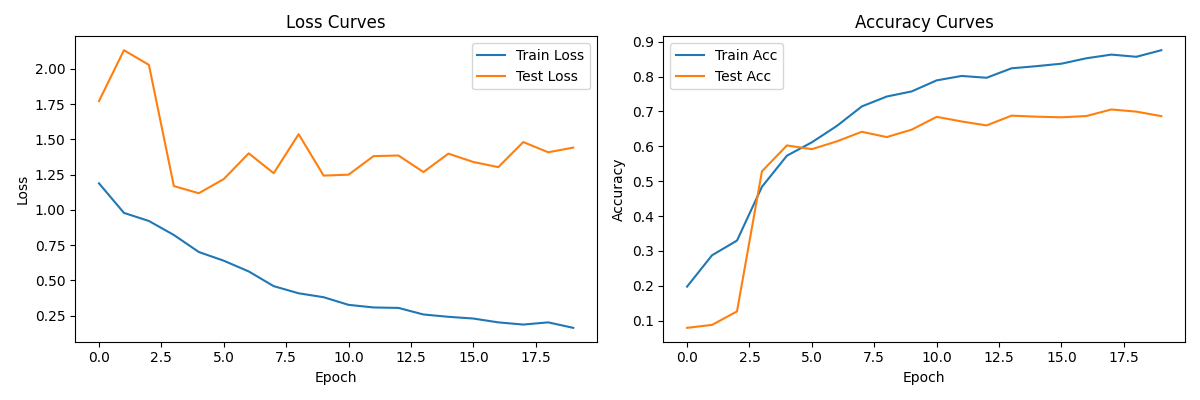 Loss Curves
Train Loss
Test Loss
2.00
1.75
1.50
1.25
1.00
0.75
0.50
0.25
Loss
0.0 2.5 5.0 7.5 10.0 12.5 15.0 17.5
Epoch
Accuracy Curves
Train Acc
Test Acc
0.9
0.8
0.7
0.6
0.5
0.4
0.3
0.2
0.1
Accuracy
0.0 2.5 5.0 7.5 10.0 12.5 15.0 17.5
Epoch